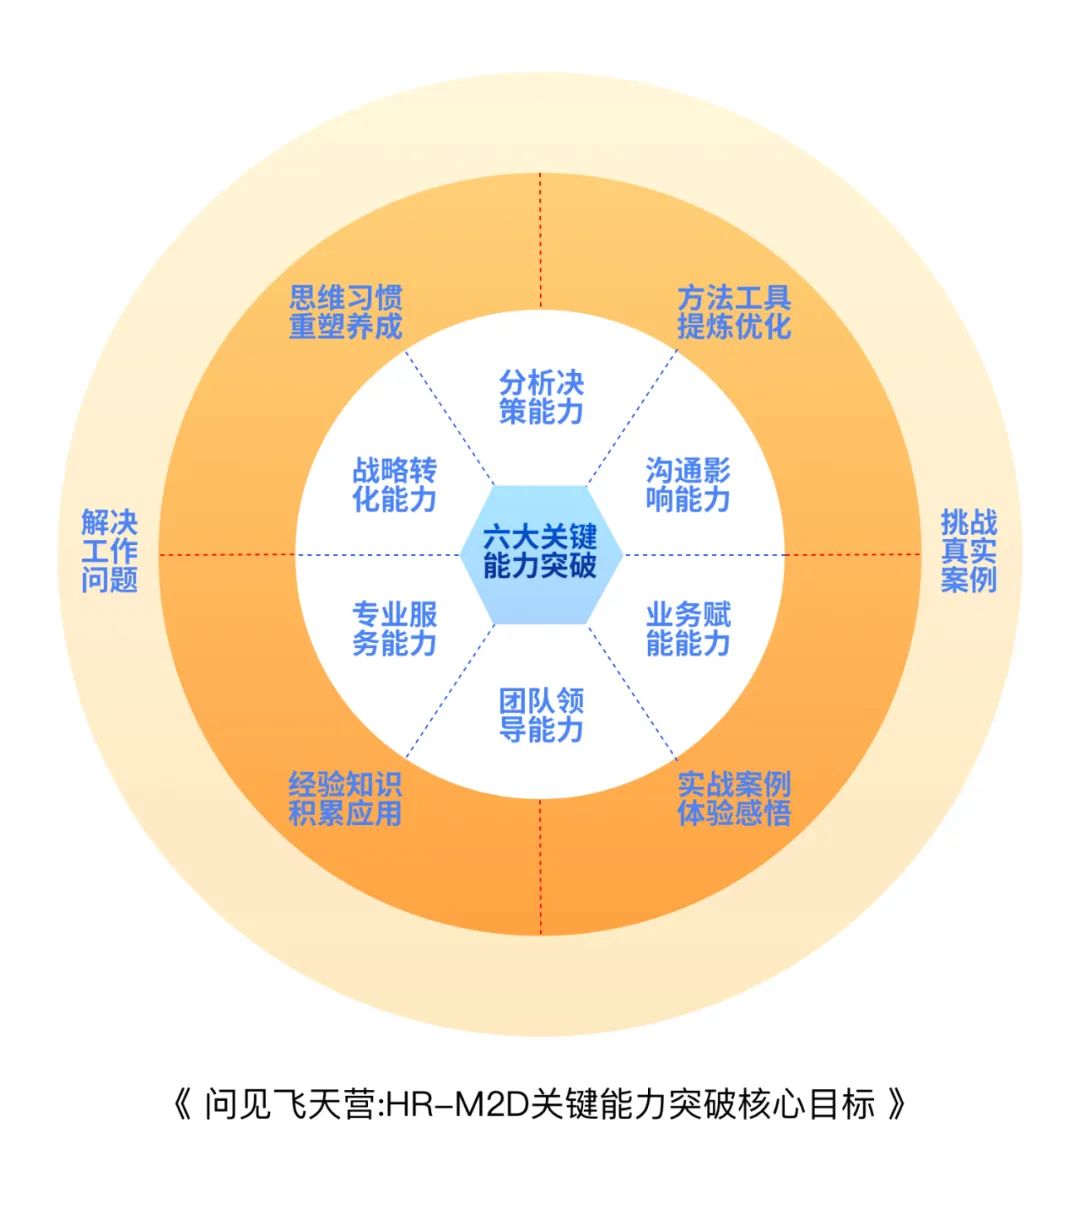 思维习惯
重塑养成
方法工具
提炼优化
分析决
策能力
战略转
化能力
沟通影
响能力
解决
工作
问题
六大关键
能力突破
挑战
真实
案例
专业服
务能力
业务赋
能能力
团队领
导能力
经验知识
积累应用
实战案例
体验感悟
《 问见飞天营:HR-M2D关键能力突破核心目标 》